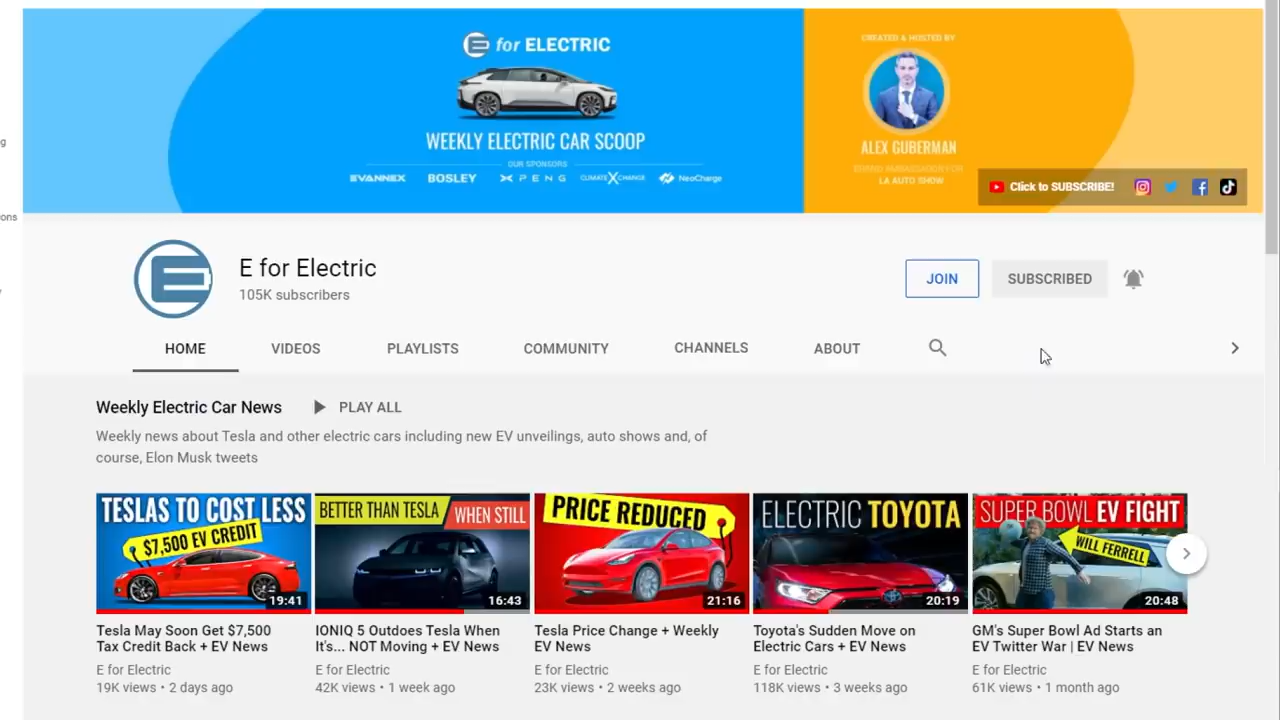 for ELECTRIC
WEEKLY ELECTRIC CAR SCOOP
OUR SPONSORS
EVANNEX BOSLEY XPENG CLIMATEXCHANGE NeoCharge
CREATED & HOSTED BY
ALEX GUBERMAN
BRAND AMBASSADOR FOR
LA AUTO SHOW
Click to SUBSCRIBE!
g
ons
E for Electric
105K subscribers
JOIN
SUBSCRIBED
HOME VIDEOS PLAYLISTS COMMUNITY CHANNELS ABOUT
Weekly Electric Car News PLAY ALL
Weekly news about Tesla and other electric cars including new EV unveilings, auto shows and, of
course, Elon Musk tweets
TESLAS TO COST LESS
$7,500 EV CREDIT
19:41
Tesla May Soon Get $7,500
Tax Credit Back + EV News
E for Electric
19K views • 2 days ago
BETTER THAN TESLA
WHEN STILL
16:43
IONIQ 5 Outdoes Tesla When
It's... NOT Moving + EV News
E for Electric
42K views • 1 week ago
PRICE REDUCED
21:16
Tesla Price Change + Weekly
EV News
E for Electric
23K views • 2 weeks ago
ELECTRIC TOYOTA
20:19
Toyota's Sudden Move on
Electric Cars + EV News
E for Electric
118K views • 3 weeks ago
SUPER BOWL EV FIGHT
WILL FERRELL
20:48
GM's Super Bowl Ad Starts an
EV Twitter War | EV News
E for Electric
61K views • 1 month ago